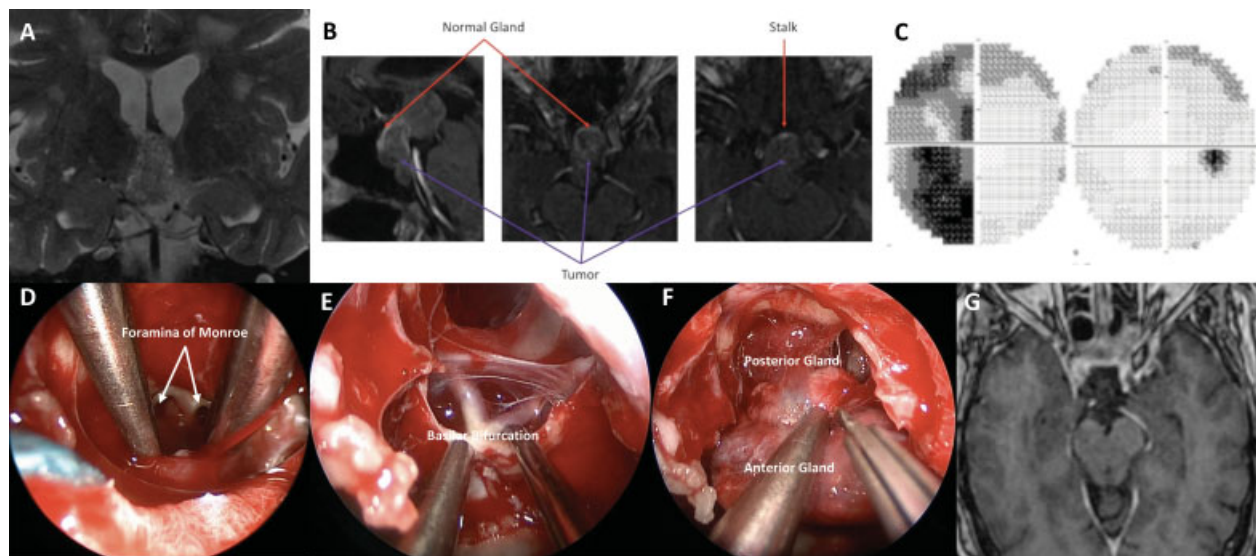 A
B
Normal Gland
Stalk
Tumor
C
D
Foramina of Monroe
E
Basilar Bifurcation
F
Posterior Gland
Anterior Gland
G